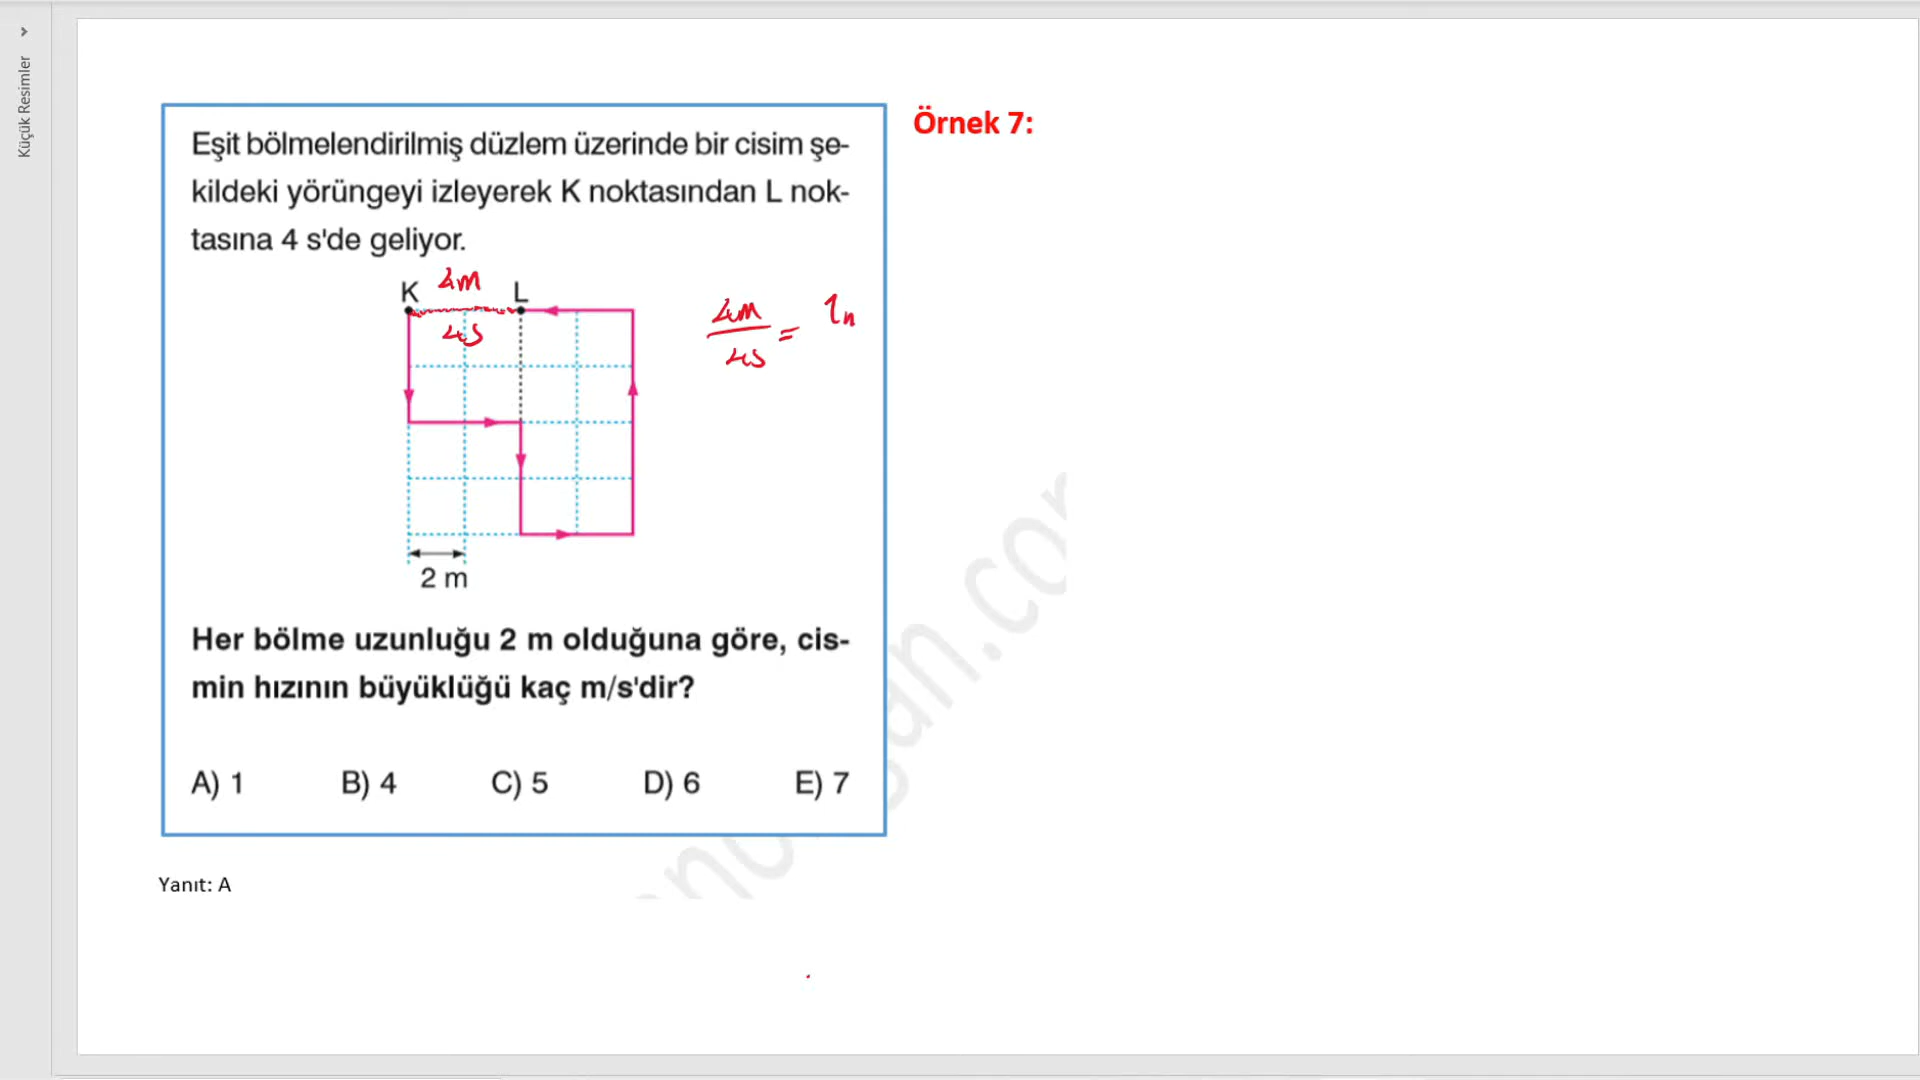 Küçük Resimler
Örnek 7:
Eşit bölmelendirilmiş düzlem üzerinde bir cisim şe-
kildeki yörüngeyi izleyerek K noktasından L nok-
tasına 4 s'de geliyor.
K 4m L
4s
4m
4s
=
2 m
Her bölme uzunluğu 2 m olduğuna göre, cis-
min hızının büyüklüğü kaç m/s'dir?
A) 1 B) 4 C) 5 D) 6 E) 7
Yanıt: A